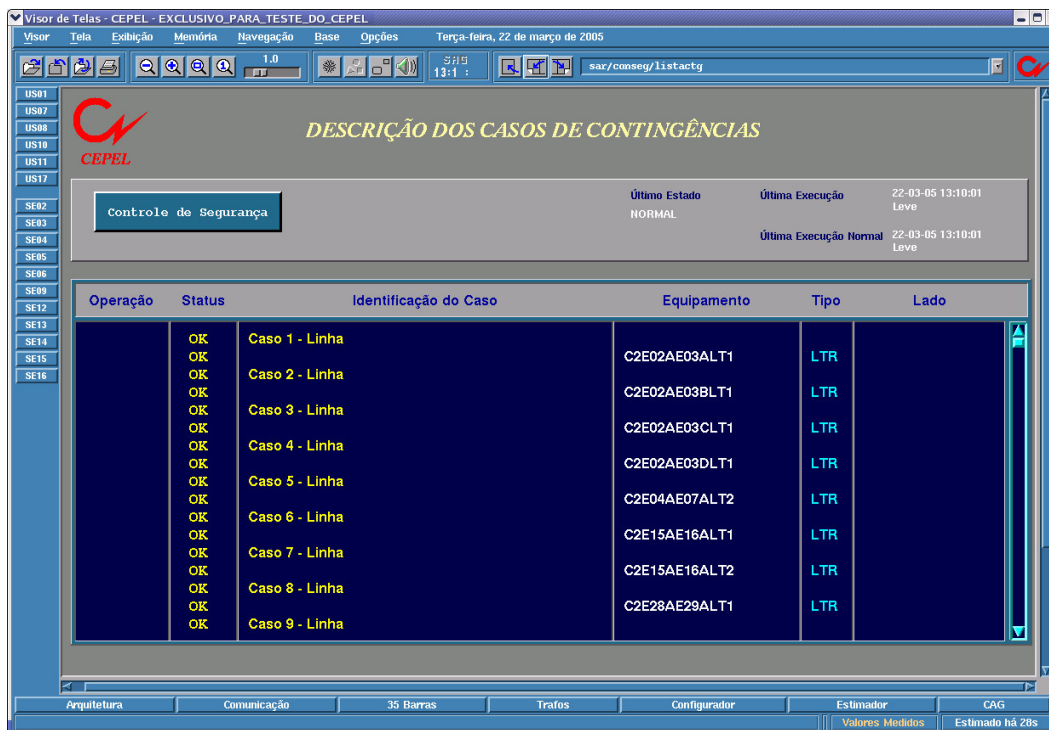 Visor de Telas - CEPEL - EXCLUSIVO_PARA_TESTE_DO_CEPEL
Visor Tela Exibição Memória Navegação Base Opções Terça-feira, 22 de março de 2005
1.0
SAG
13:1 :
sar/conseg/listactg
US01
US07
US08
US10
US11
US17
SE02
SE03
SE04
SE05
SE06
SE09
SE12
SE13
SE14
SE15
SE16
CEPEL
DESCRIÇÃO DOS CASOS DE CONTINGÊNCIAS
Controle de Segurança
Último Estado
NORMAL
Última Execução 22-03-05 13:10:01
Leve
Última Execução Normal 22-03-05 13:10:01
Leve
Operação Status Identificação do Caso Equipamento Tipo Lado
OK Caso 1 - Linha
OK C2E02AE03ALT1 LTR
OK Caso 2 - Linha
OK C2E02AE03BLT1 LTR
OK Caso 3 - Linha
OK C2E02AE03CLT1 LTR
OK Caso 4 - Linha
OK C2E02AE03DLT1 LTR
OK Caso 5 - Linha
OK C2E04AE07ALT2 LTR
OK Caso 6 - Linha
OK C2E15AE16ALT1 LTR
OK Caso 7 - Linha
OK C2E15AE16ALT2 LTR
OK Caso 8 - Linha
OK C2E28AE29ALT1 LTR
OK Caso 9 - Linha
Arquitetura Comunicação 35 Barras Trafos Configurador Estimador CAG
Valores Medidos Estimado há 28s